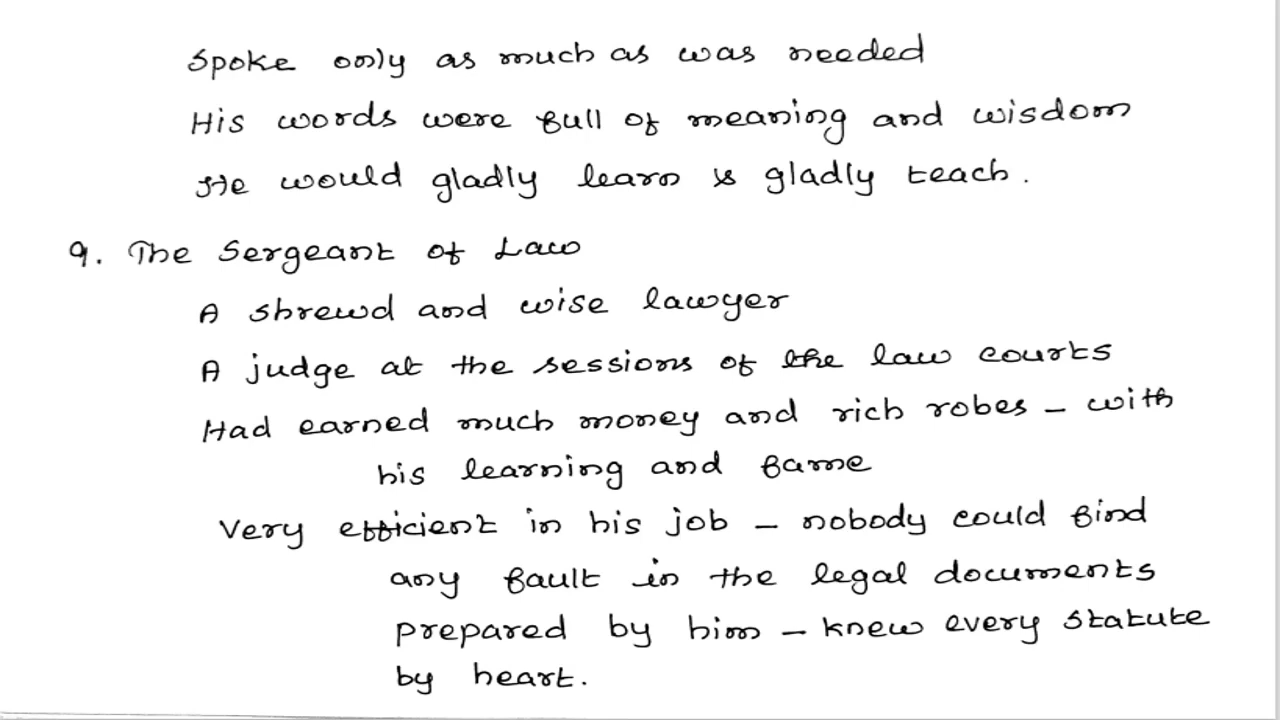 Spoke only as much as was needed
His words were full of meaning and wisdom
He would gladly learn & gladly teach.
9. The Sergeant of Law
A shrewd and wise lawyer
A judge at the sessions of the law courts
Had earned much money and rich robes - with
his learning and fame
Very efficient in his job - nobody could find
any fault in the legal documents
prepared by him - knew every statute
by heart.